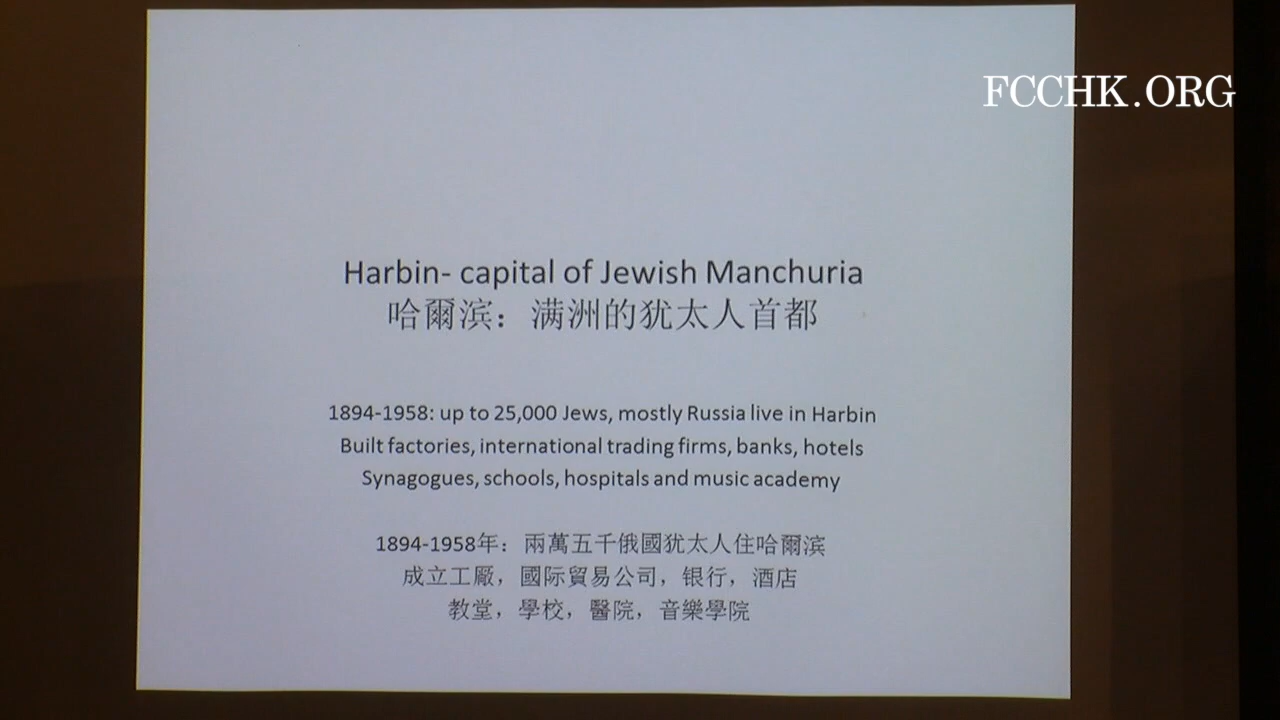 FCCHK.ORG
Harbin- capital of Jewish Manchuria
哈爾滨：满洲的犹太人首都
1894-1958: up to 25,000 Jews, mostly Russia live in Harbin
Built factories, international trading firms, banks, hotels
Synagogues, schools, hospitals and music academy
1894-1958年：兩萬五千俄國犹太人住哈爾滨
成立工厰，國际貿易公司，银行，酒店
教堂，學校，醫院，音樂學院